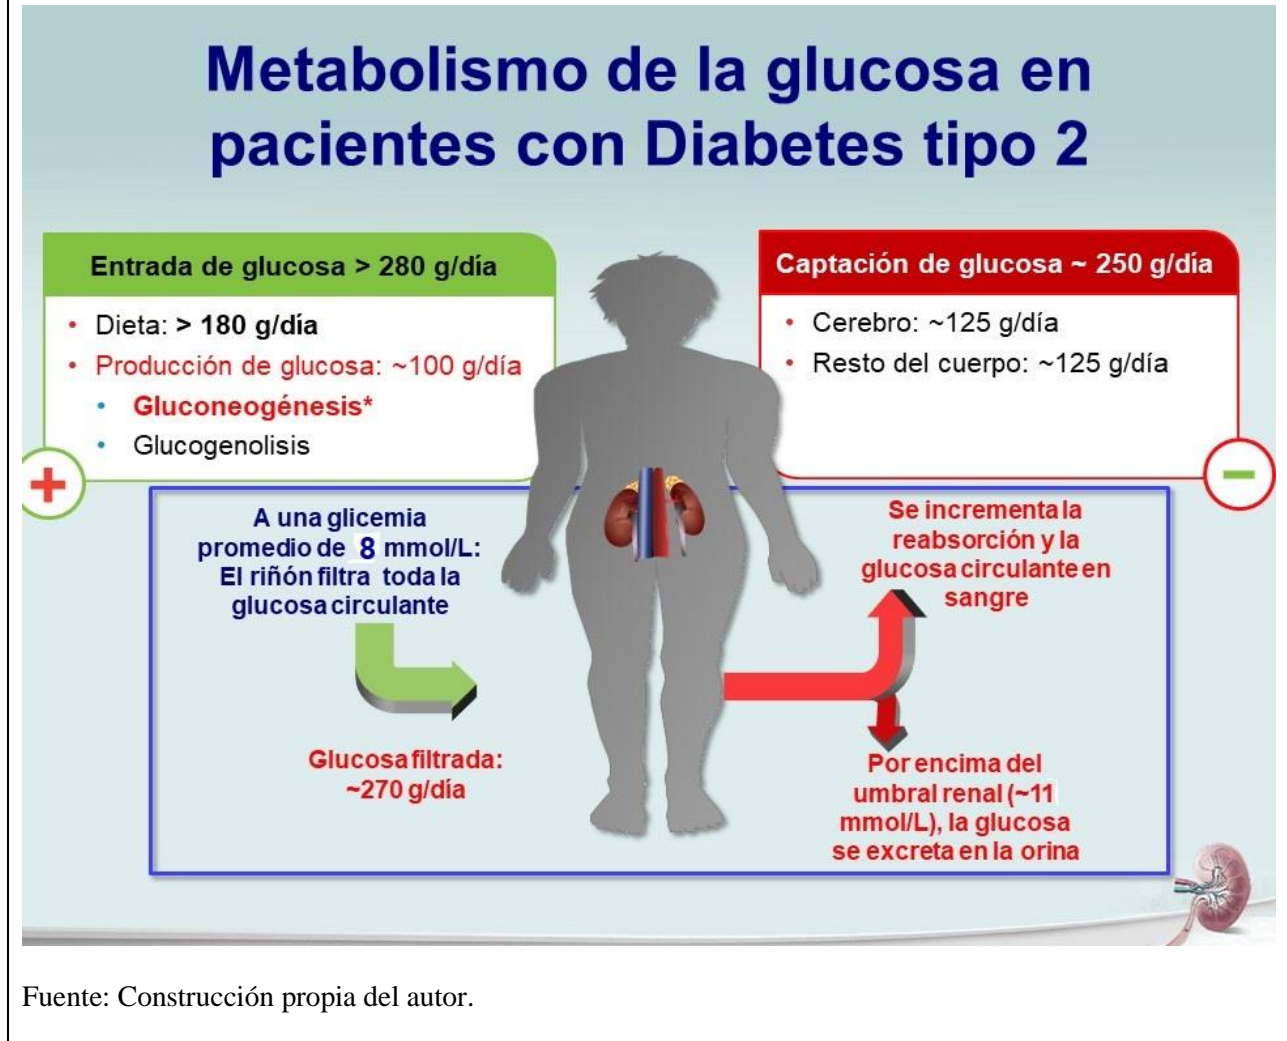 Metabolismo de la glucosa en
pacientes con Diabetes tipo 2
Entrada de glucosa > 280 g/día
• Dieta: > 180 g/día
• Producción de glucosa: ~100 g/día
• Gluconeogénesis*
• Glucogenolisis
+
Captación de glucosa ~ 250 g/día
• Cerebro: ~125 g/día
• Resto del cuerpo: ~125 g/día
−
A una glicemia
promedio de 8 mmol/L:
El riñón filtra toda la
glucosa circulante
Glucosa filtrada:
~270 g/día
Se incrementa la
reabsorción y la
glucosa circulante en
sangre
Por encima del
umbral renal (~11
mmol/L), la glucosa
se excreta en la orina
Fuente: Construcción propia del autor.